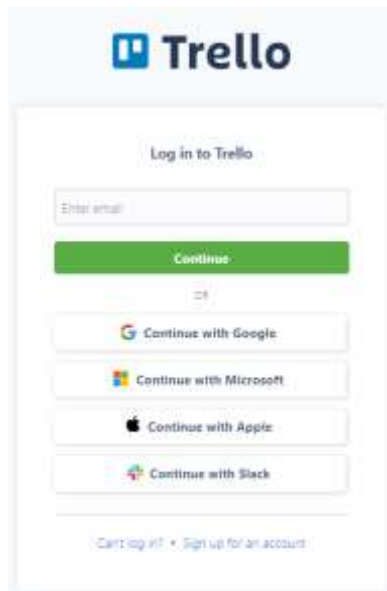 Trello
Log in to Trello
Enter email
Continue
OR
Continue with Google
Continue with Microsoft
Continue with Apple
Continue with Slack
Can't log in? • Sign up for an account